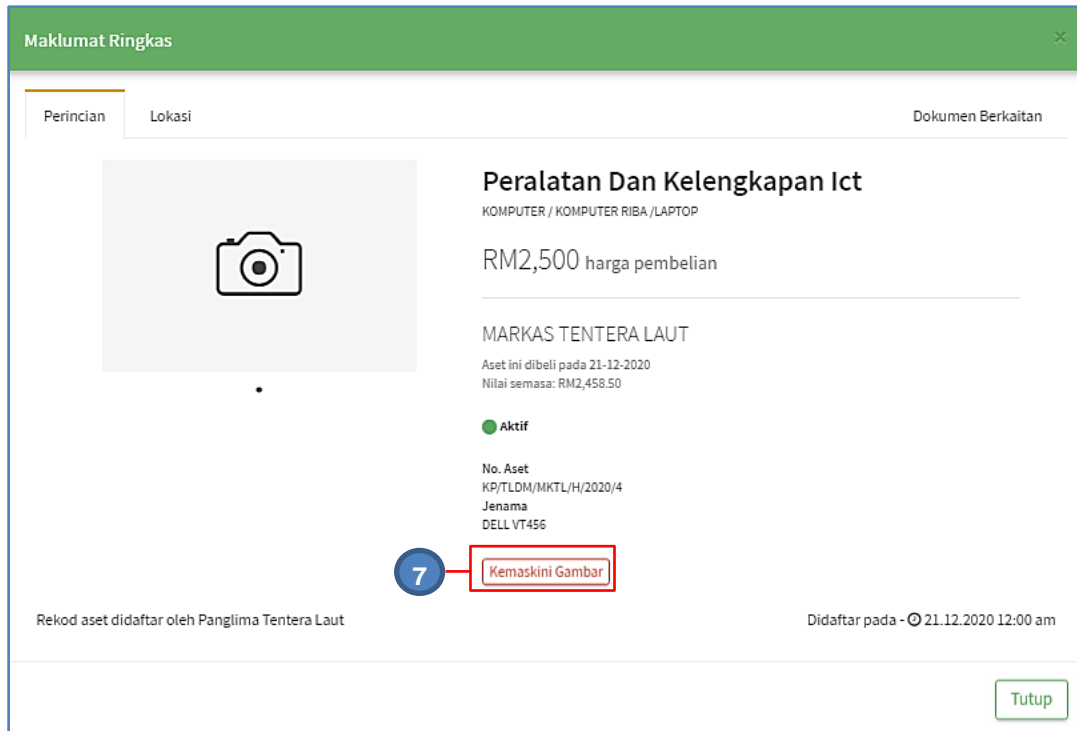 Maklumat Ringkas
×
Perincian Lokasi Dokumen Berkaitan
Peralatan Dan Kelengkapan Ict
KOMPUTER / KOMPUTER RIBA /LAPTOP
RM2,500 harga pembelian
MARKAS TENTERA LAUT
Aset ini dibeli pada 21-12-2020
Nilai semasa: RM2,458.50
Aktif
No. Aset
KP/TLDM/MKTL/H/2020/4
Jenama
DELL VT456
7 Kemaskini Gambar
Rekod aset didaftar oleh Panglima Tentera Laut Didaftar pada - 21.12.2020 12:00 am
Tutup